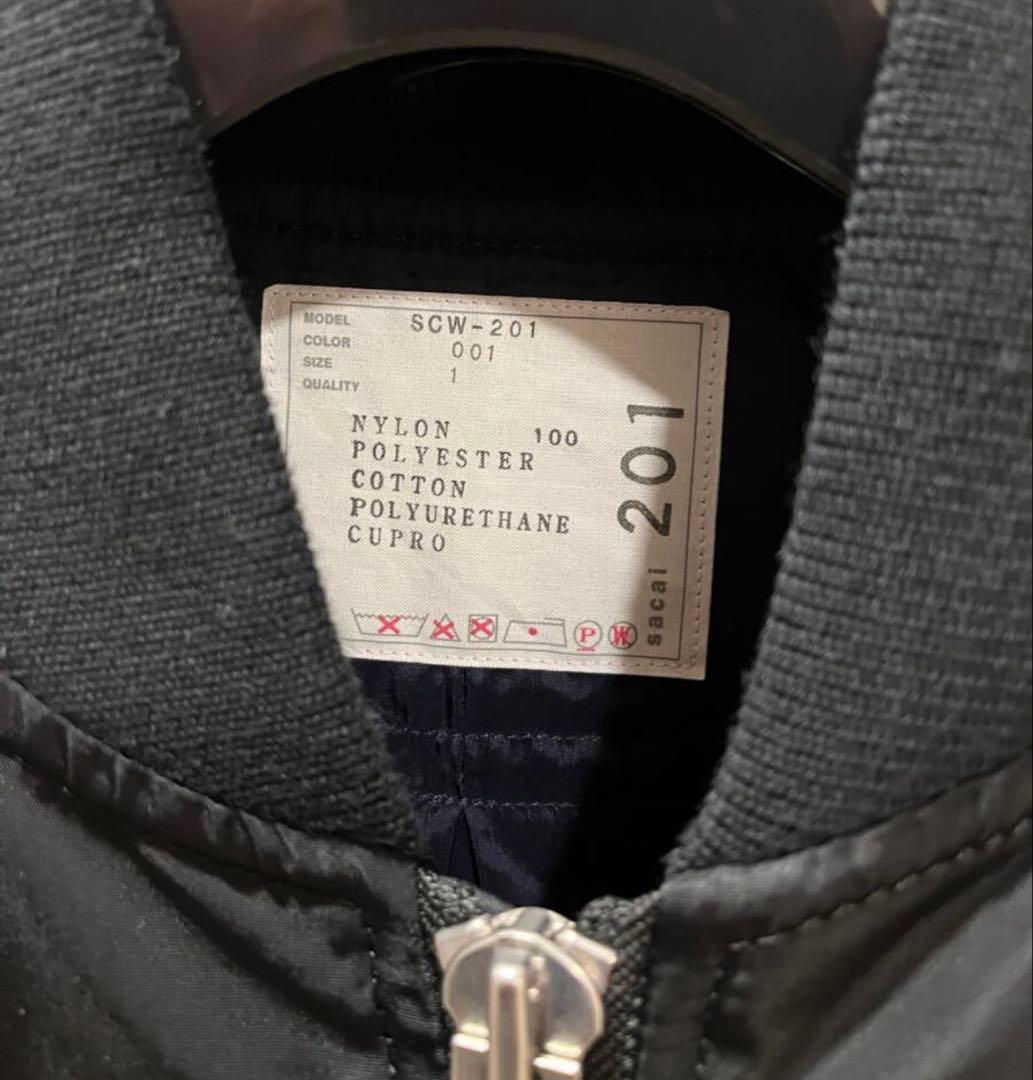 MODEL SCW-201
COLOR 001
SIZE 1
QUALITY
NYLON 100
POLYESTER
COTTON
POLYURETHANE
CUPRO
P W
sacai 201